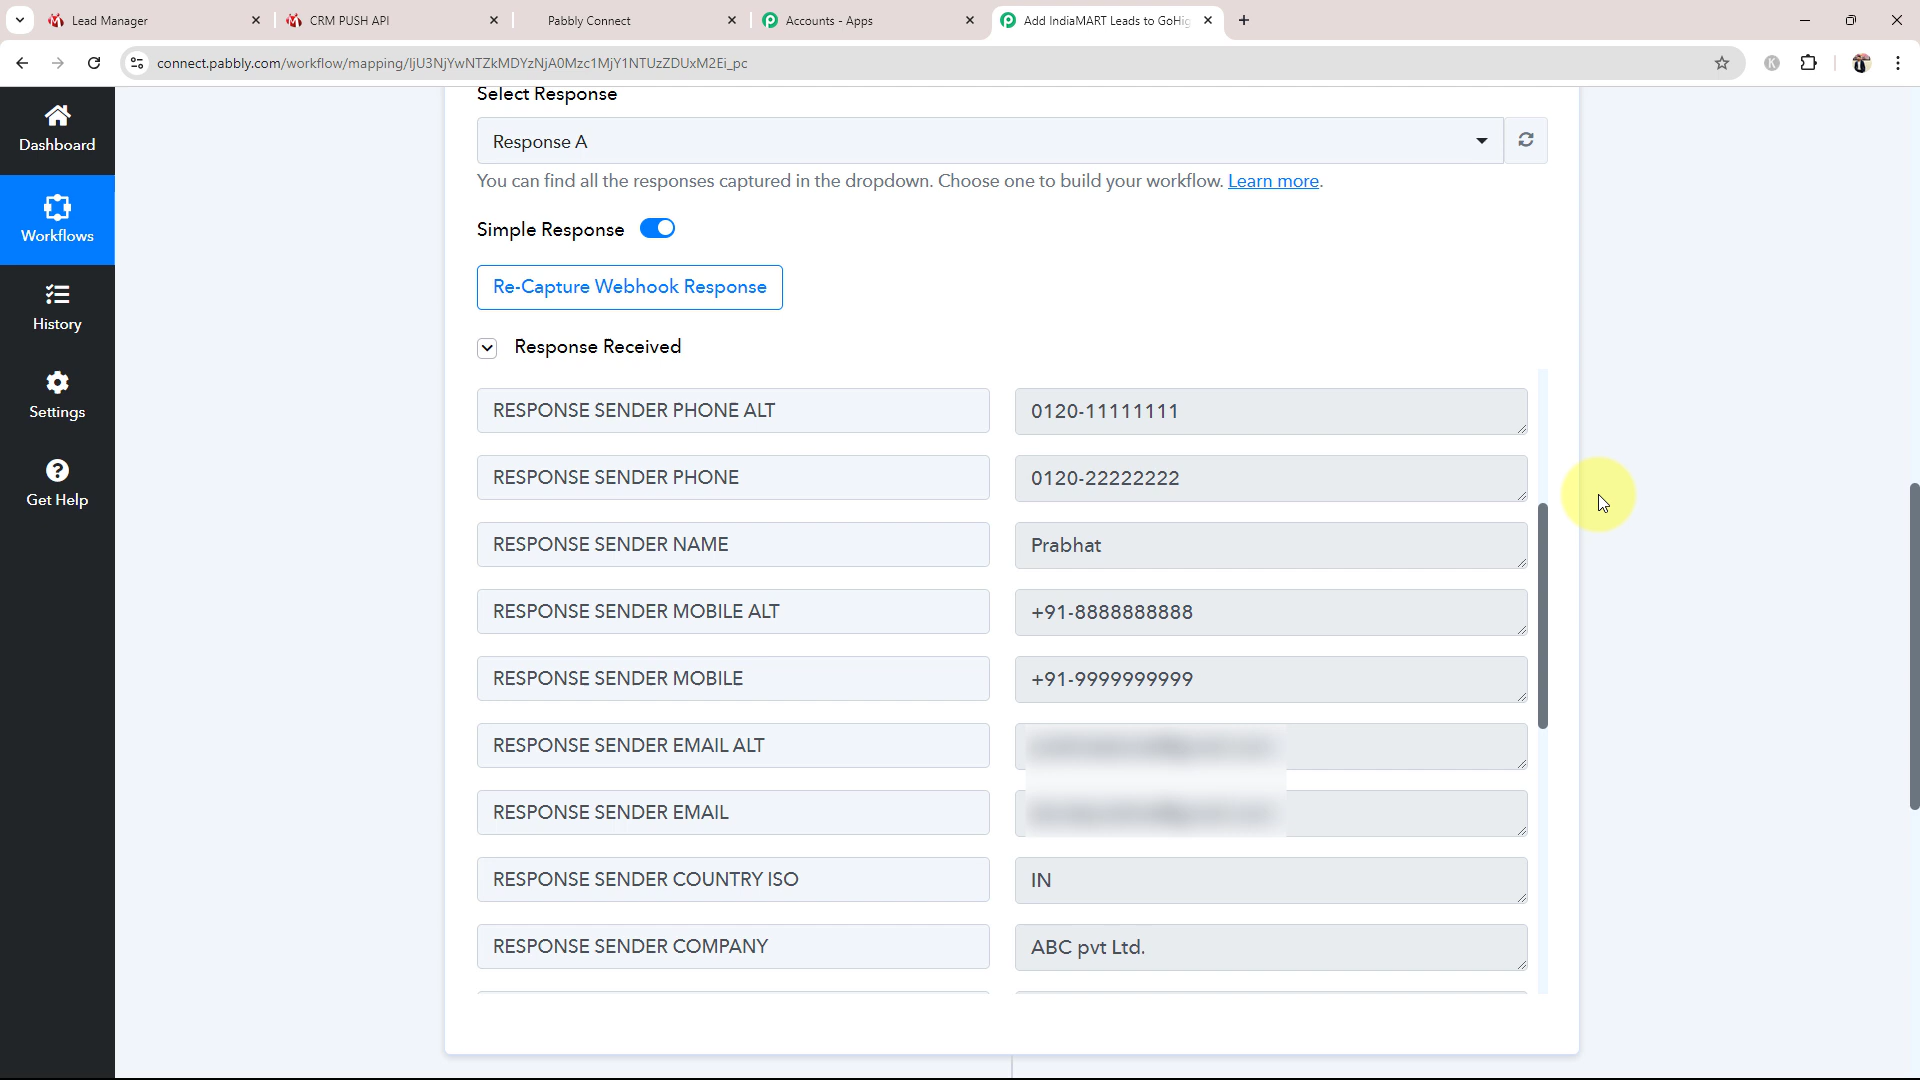 Lead Manager
CRM PUSH API
Pabbly Connect
Accounts - Apps
Add IndiaMART Leads to GoHig
connect.pabbly.com/workflow/mapping/IjU3NjYwNTZkMDYzNjA0Mzc1MjY1NTUzZDUxM2Ei_pc
K
Dashboard
Workflows
History
Settings
Get Help
Select Response
Response A
You can find all the responses captured in the dropdown. Choose one to build your workflow. Learn more.
Simple Response
Re-Capture Webhook Response
Response Received
RESPONSE SENDER PHONE ALT
0120-11111111
RESPONSE SENDER PHONE
0120-22222222
RESPONSE SENDER NAME
Prabhat
RESPONSE SENDER MOBILE ALT
+91-8888888888
RESPONSE SENDER MOBILE
+91-9999999999
RESPONSE SENDER EMAIL ALT
RESPONSE SENDER EMAIL
RESPONSE SENDER COUNTRY ISO
IN
RESPONSE SENDER COMPANY
ABC pvt Ltd.